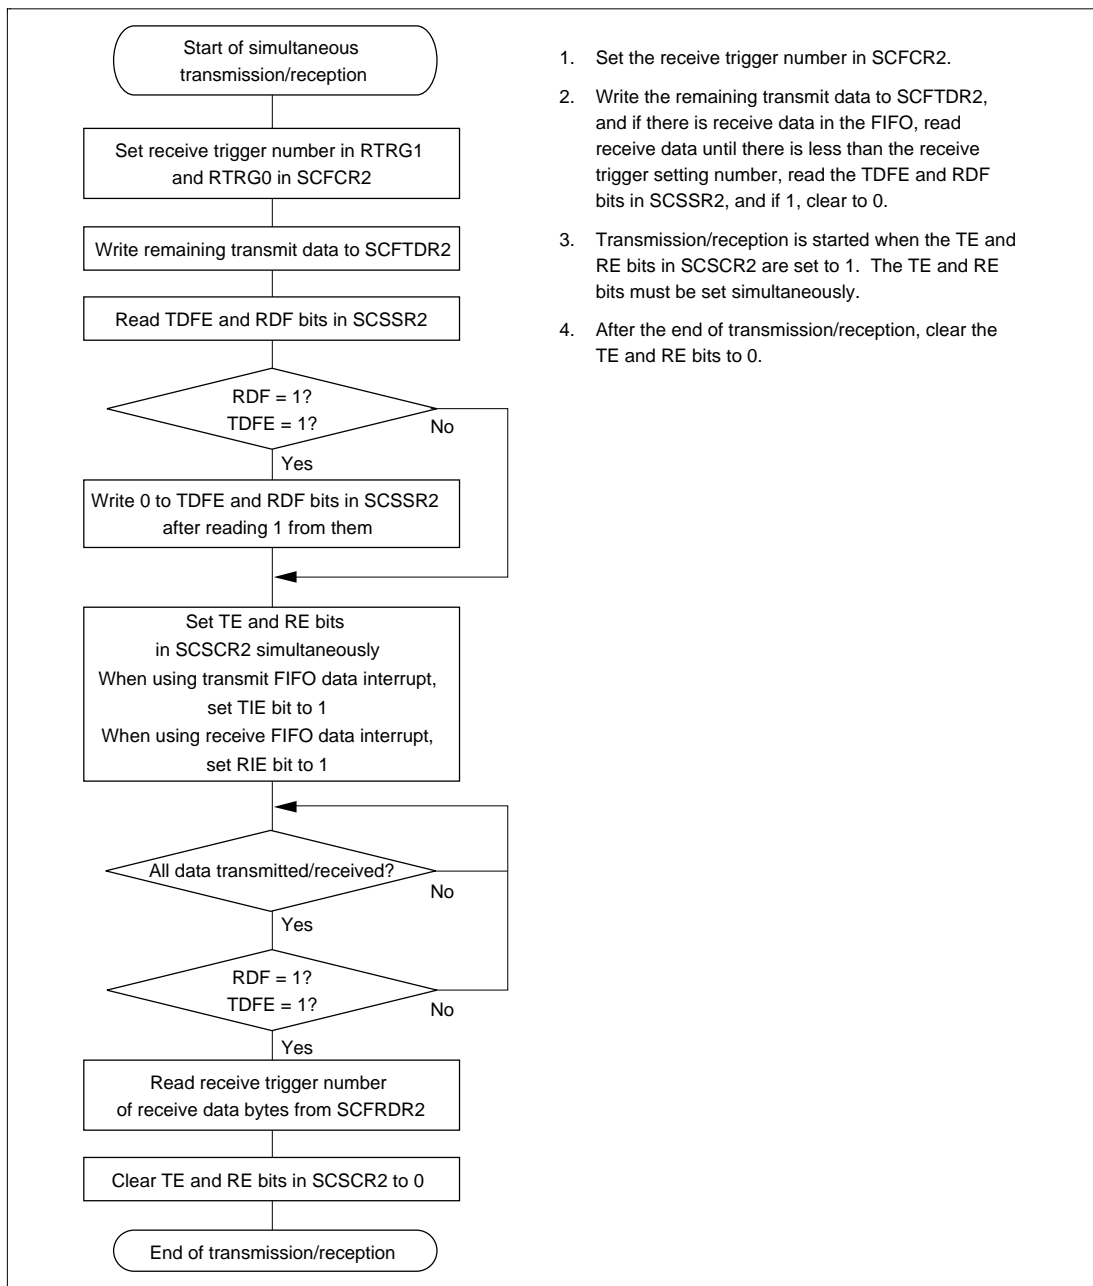 Start of simultaneous
transmission/reception
Set receive trigger number in RTRG1
and RTRG0 in SCFCR2
Write remaining transmit data to SCFTDR2
Read TDFE and RDF bits in SCSSR2
RDF = 1?
TDFE = 1?
No
Yes
Write 0 to TDFE and RDF bits in SCSSR2
after reading 1 from them
Set TE and RE bits
in SCSCR2 simultaneously
When using transmit FIFO data interrupt,
set TIE bit to 1
When using receive FIFO data interrupt,
set RIE bit to 1
All data transmitted/received?
No
Yes
RDF = 1?
TDFE = 1?
No
Yes
Read receive trigger number
of receive data bytes from SCFRDR2
Clear TE and RE bits in SCSCR2 to 0
End of transmission/reception
1. Set the receive trigger number in SCFCR2.
2. Write the remaining transmit data to SCFTDR2,
and if there is receive data in the FIFO, read
receive data until there is less than the receive
trigger setting number, read the TDFE and RDF
bits in SCSSR2, and if 1, clear to 0.
3. Transmission/reception is started when the TE and
RE bits in SCSCR2 are set to 1. The TE and RE
bits must be set simultaneously.
4. After the end of transmission/reception, clear the
TE and RE bits to 0.